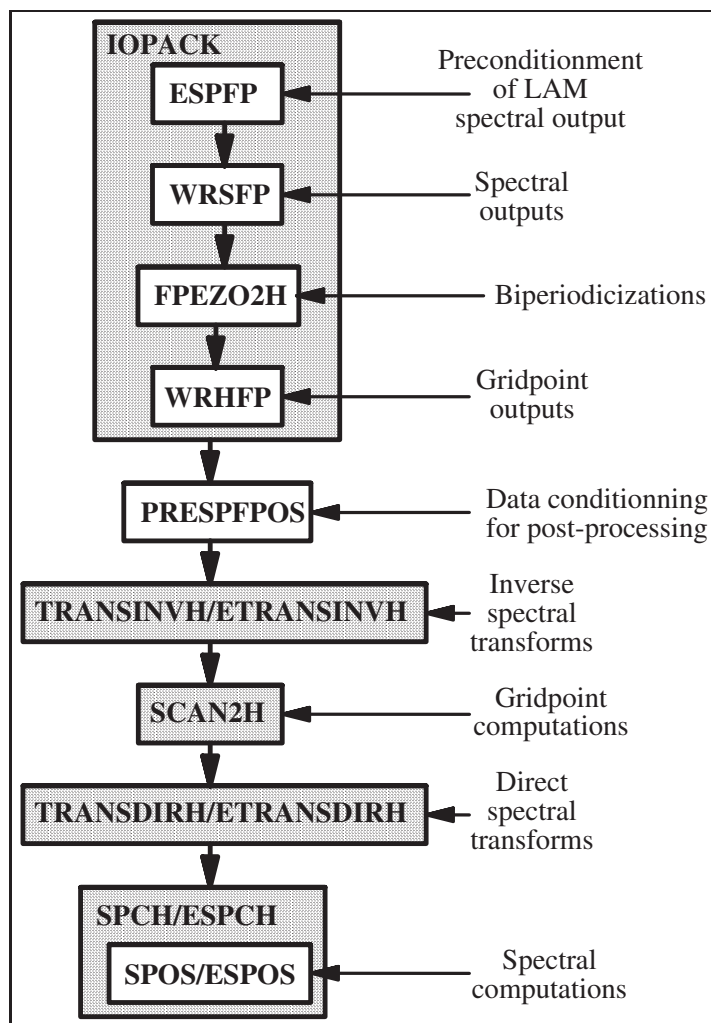 IOPACK
ESPFP
Preconditionment
of LAM
spectral output
WRSFP
Spectral
outputs
FPEZO2H
Biperiodicizations
WRHFP
Gridpoint
outputs
PRESPFPOS
Data conditionning
for post-processing
TRANSINVH/ETRANSINVH
Inverse
spectral
transforms
SCAN2H
Gridpoint
computations
TRANSDIRH/ETRANSDIRH
Direct
spectral
transforms
SPCH/ESPCH
SPOS/ESPOS
Spectral
computations